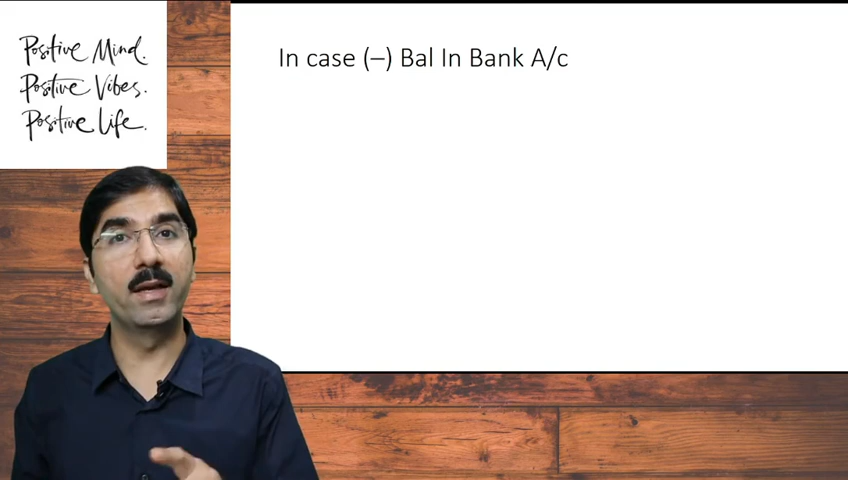 Positive Mind.
Positive Vibes.
Positive Life.
In case (–) Bal In Bank A/c